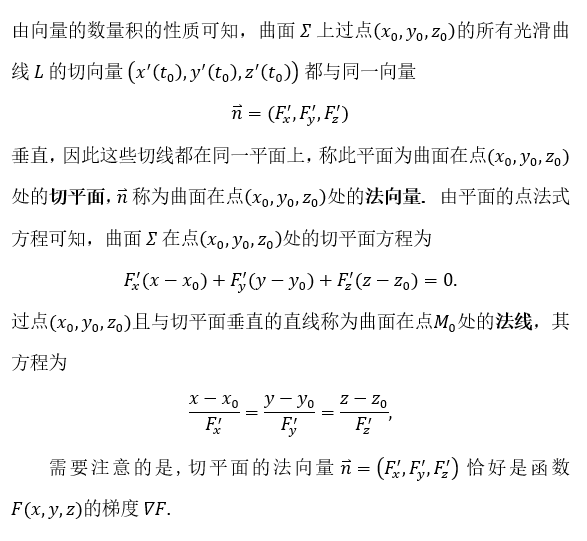 由向量的数量积的性质可知，曲面 Σ 上过点(x₀, y₀, z₀)的所有光滑曲
线 L 的切向量 (x′(t₀), y′(t₀), z′(t₀)) 都与同一向量
n⃗ = (F′ₓ, F′ᵧ, F′_z)
垂直，因此这些切线都在同一平面上，称此平面为曲面在点(x₀, y₀, z₀)
处的切平面，n⃗ 称为曲面在点(x₀, y₀, z₀)处的法向量．由平面的点法式
方程可知，曲面 Σ 在点(x₀, y₀, z₀)处的切平面方程为
F′ₓ(x − x₀) + F′ᵧ(y − y₀) + F′_z(z − z₀) = 0.
过点(x₀, y₀, z₀)且与切平面垂直的直线称为曲面在点M₀处的法线，其
方程为
(x − x₀)/F′ₓ = (y − y₀)/F′ᵧ = (z − z₀)/F′_z,
需要注意的是，切平面的法向量 n⃗ = (F′ₓ, F′ᵧ, F′_z) 恰好是函数
F(x, y, z)的梯度 ∇F.